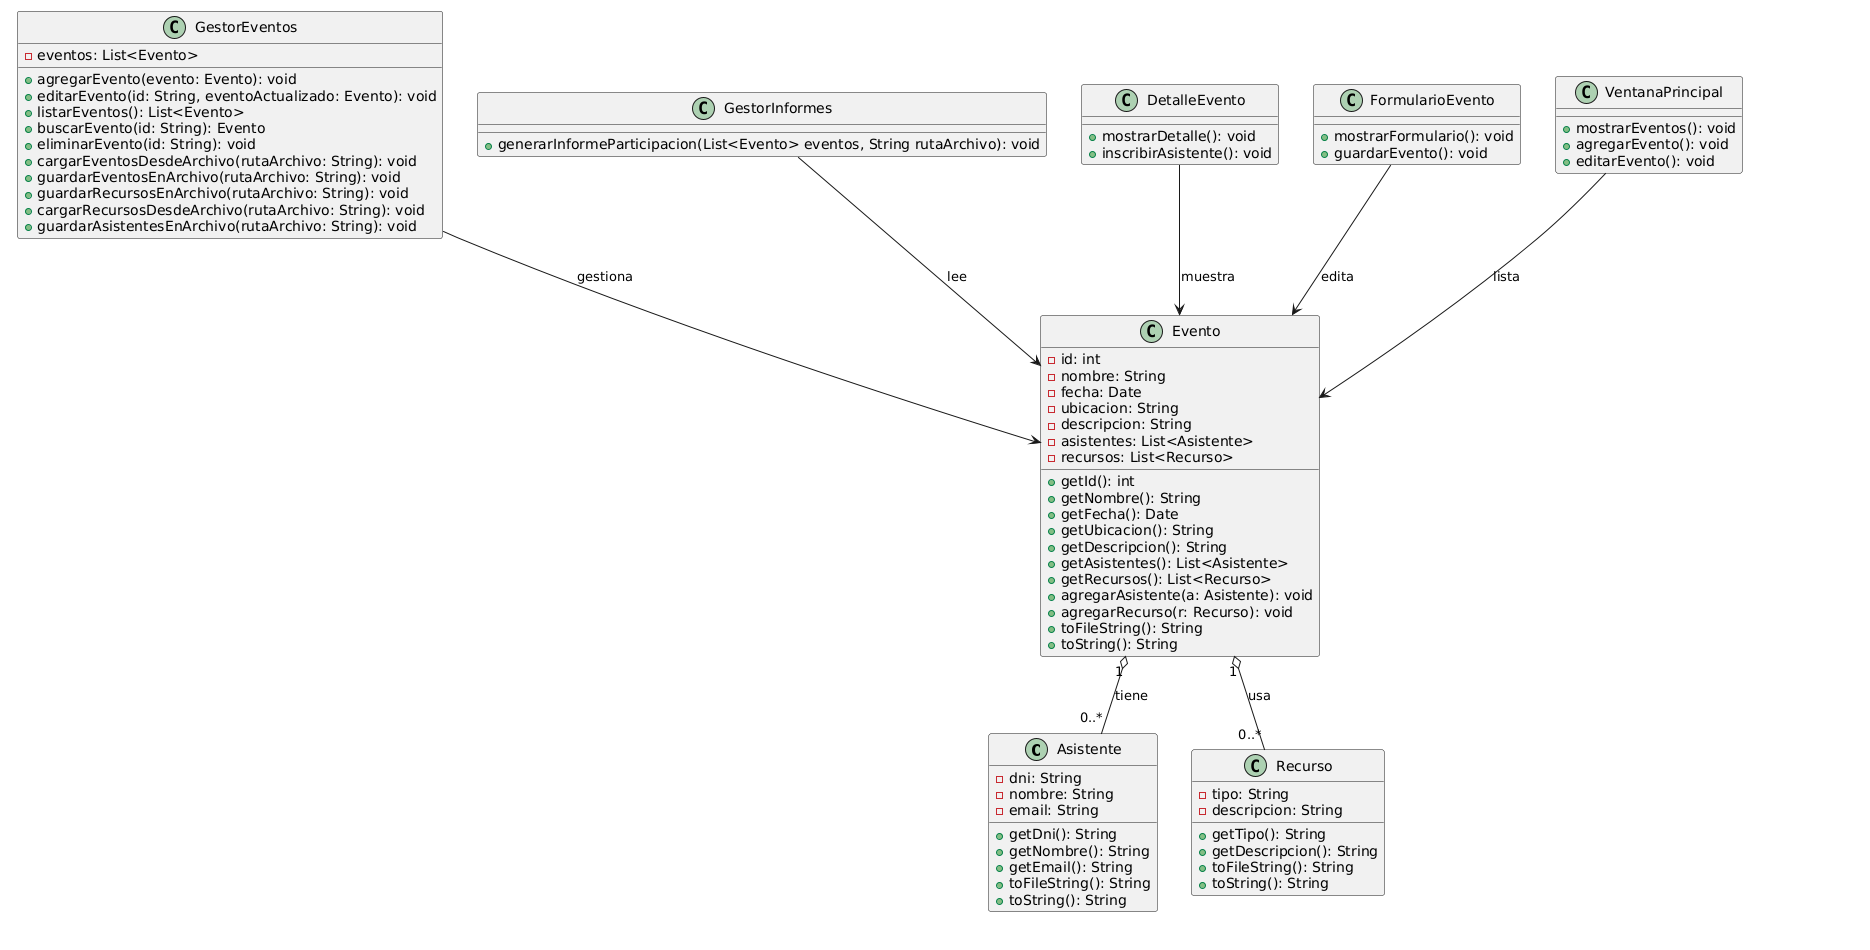 C GestorEventos
eventos: List<Evento>
agregarEvento(evento: Evento): void
editarEvento(id: String, eventoActualizado: Evento): void
listarEventos(): List<Evento>
buscarEvento(id: String): Evento
eliminarEvento(id: String): void
cargarEventosDesdeArchivo(rutaArchivo: String): void
guardarEventosEnArchivo(rutaArchivo: String): void
guardarRecursosEnArchivo(rutaArchivo: String): void
cargarRecursosDesdeArchivo(rutaArchivo: String): void
guardarAsistentesEnArchivo(rutaArchivo: String): void
C GestorInformes
generarInformeParticipacion(List<Evento> eventos, String rutaArchivo): void
C DetalleEvento
mostrarDetalle(): void
inscribirAsistente(): void
C FormularioEvento
mostrarFormulario(): void
guardarEvento(): void
C VentanaPrincipal
mostrarEventos(): void
agregarEvento(): void
editarEvento(): void
gestiona
lee
muestra
edita
lista
C Evento
id: int
nombre: String
fecha: Date
ubicacion: String
descripcion: String
asistentes: List<Asistente>
recursos: List<Recurso>
getId(): int
getNombre(): String
getFecha(): Date
getUbicacion(): String
getDescripcion(): String
getAsistentes(): List<Asistente>
getRecursos(): List<Recurso>
agregarAsistente(a: Asistente): void
agregarRecurso(r: Recurso): void
toFileString(): String
toString(): String
1
tiene
0..*
1
usa
0..*
C Asistente
dni: String
nombre: String
email: String
getDni(): String
getNombre(): String
getEmail(): String
toFileString(): String
toString(): String
C Recurso
tipo: String
descripcion: String
getTipo(): String
getDescripcion(): String
toFileString(): String
toString(): String